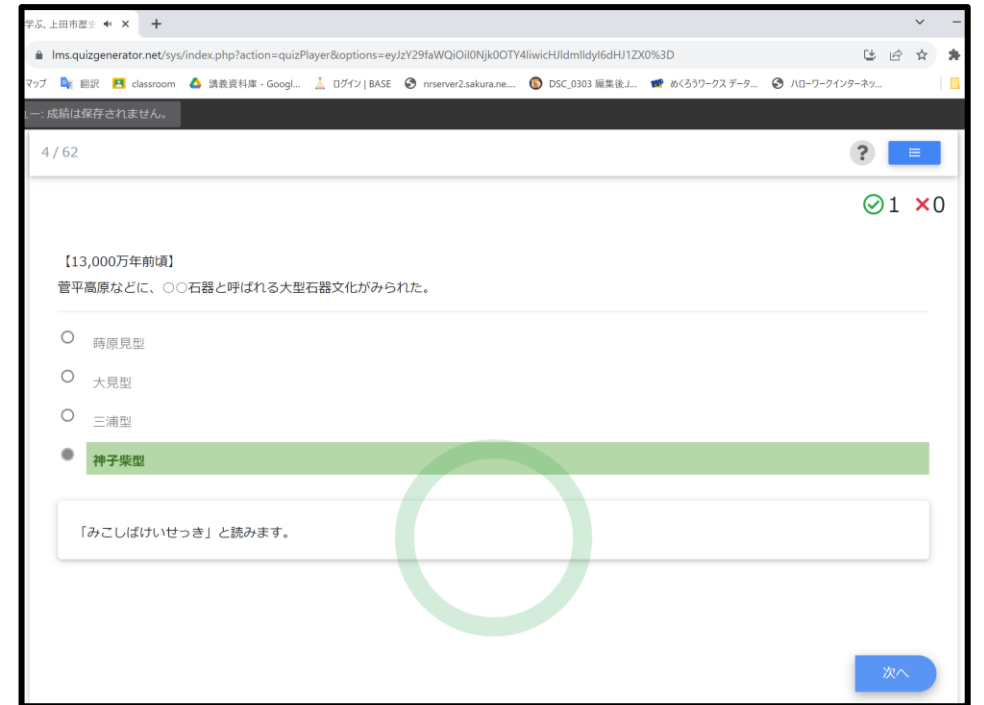 学ぶ、上田市歴史
lms.quizgenerator.net/sys/index.php?action=quizPlayer&options=eyJzY29faWQiOiI0Njk0OTY4IiwicHJldmlldyI6dHJ1ZX0%3D
マップ 翻訳 classroom 講義資料庫 - Googl... ログイン | BASE nrserver2.sakura.ne.... DSC_0303 編集後.J... めくろうワークス データ... ハローワークインターネッ...
ュー: 成績は保存されません。
4 / 62
?
1 0
【13,000万年前頃】
菅平高原などに、○○石器と呼ばれる大型石器文化がみられた。
蒔原見型
大見型
三浦型
神子柴型
「みこしばけいせっき」と読みます。
次へ